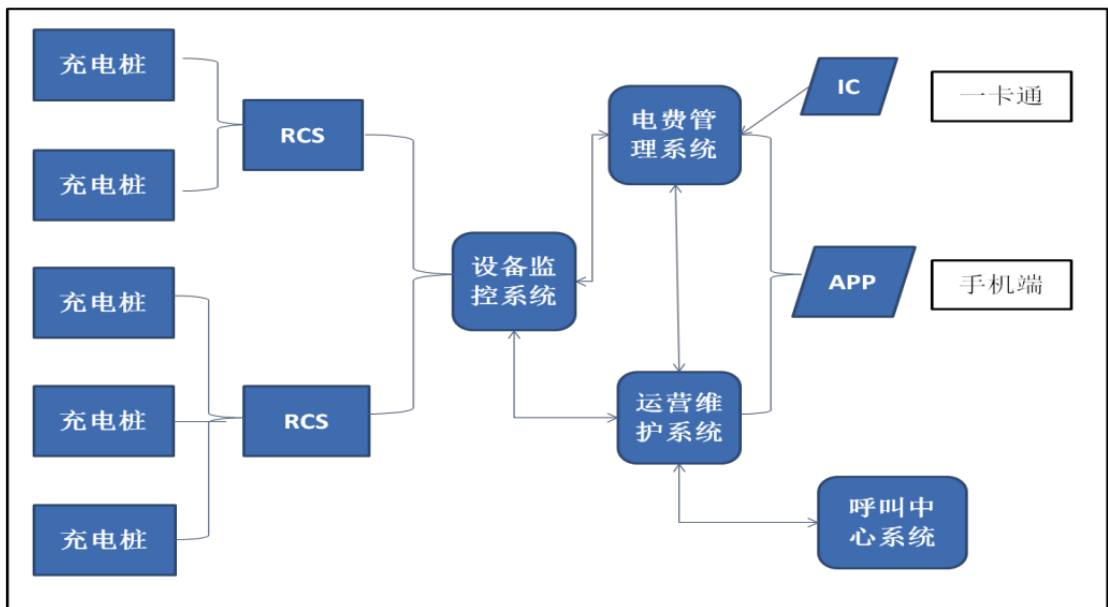 充电桩
充电桩
RCS
充电桩
充电桩
充电桩
RCS
设备监
控系统
电费管
理系统
运营维
护系统
呼叫中
心系统
IC
一卡通
APP
手机端